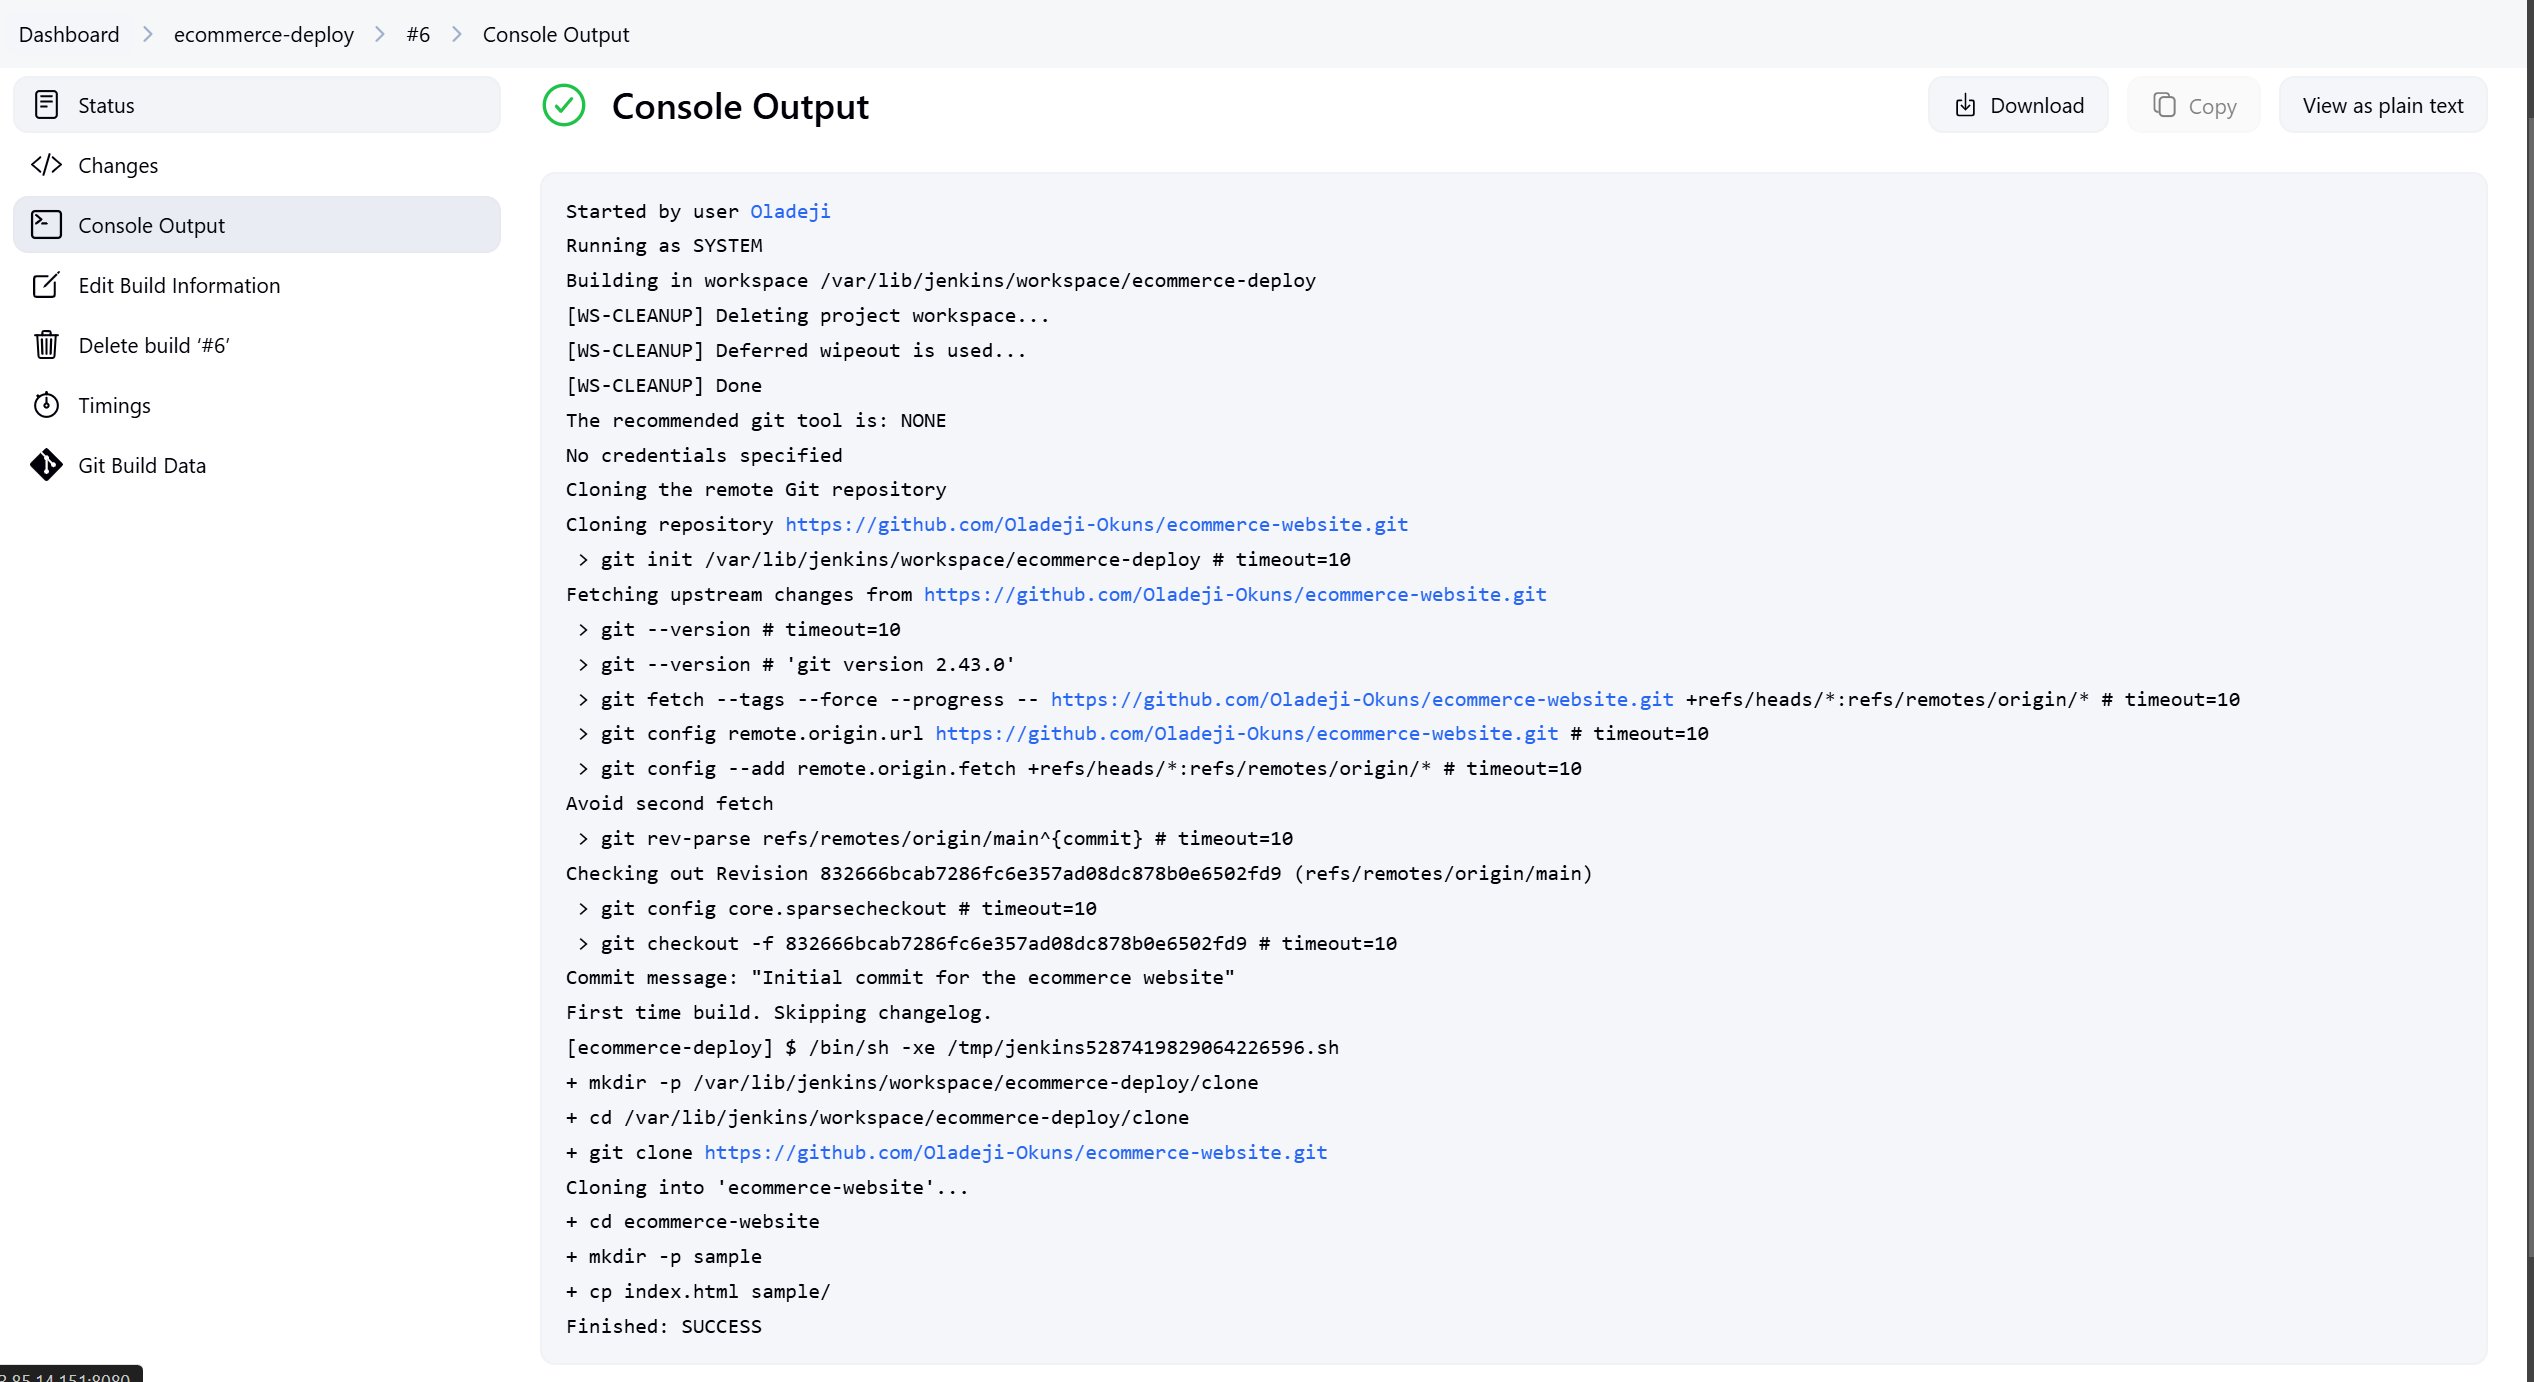 Dashboard > ecommerce-deploy > #6 > Console Output
Status
Changes
Console Output
Edit Build Information
Delete build ‘#6’
Timings
Git Build Data
Console Output
Download
Copy
View as plain text
Started by user Oladeji
Running as SYSTEM
Building in workspace /var/lib/jenkins/workspace/ecommerce-deploy
[WS-CLEANUP] Deleting project workspace...
[WS-CLEANUP] Deferred wipeout is used...
[WS-CLEANUP] Done
The recommended git tool is: NONE
No credentials specified
Cloning the remote Git repository
Cloning repository https://github.com/Oladeji-Okuns/ecommerce-website.git
 > git init /var/lib/jenkins/workspace/ecommerce-deploy # timeout=10
Fetching upstream changes from https://github.com/Oladeji-Okuns/ecommerce-website.git
 > git --version # timeout=10
 > git --version # 'git version 2.43.0'
 > git fetch --tags --force --progress -- https://github.com/Oladeji-Okuns/ecommerce-website.git +refs/heads/*:refs/remotes/origin/* # timeout=10
 > git config remote.origin.url https://github.com/Oladeji-Okuns/ecommerce-website.git # timeout=10
 > git config --add remote.origin.fetch +refs/heads/*:refs/remotes/origin/* # timeout=10
Avoid second fetch
 > git rev-parse refs/remotes/origin/main^{commit} # timeout=10
Checking out Revision 832666bcab7286fc6e357ad08dc878b0e6502fd9 (refs/remotes/origin/main)
 > git config core.sparsecheckout # timeout=10
 > git checkout -f 832666bcab7286fc6e357ad08dc878b0e6502fd9 # timeout=10
Commit message: "Initial commit for the ecommerce website"
First time build. Skipping changelog.
[ecommerce-deploy] $ /bin/sh -xe /tmp/jenkins5287419829064226596.sh
+ mkdir -p /var/lib/jenkins/workspace/ecommerce-deploy/clone
+ cd /var/lib/jenkins/workspace/ecommerce-deploy/clone
+ git clone https://github.com/Oladeji-Okuns/ecommerce-website.git
Cloning into 'ecommerce-website'...
+ cd ecommerce-website
+ mkdir -p sample
+ cp index.html sample/
Finished: SUCCESS